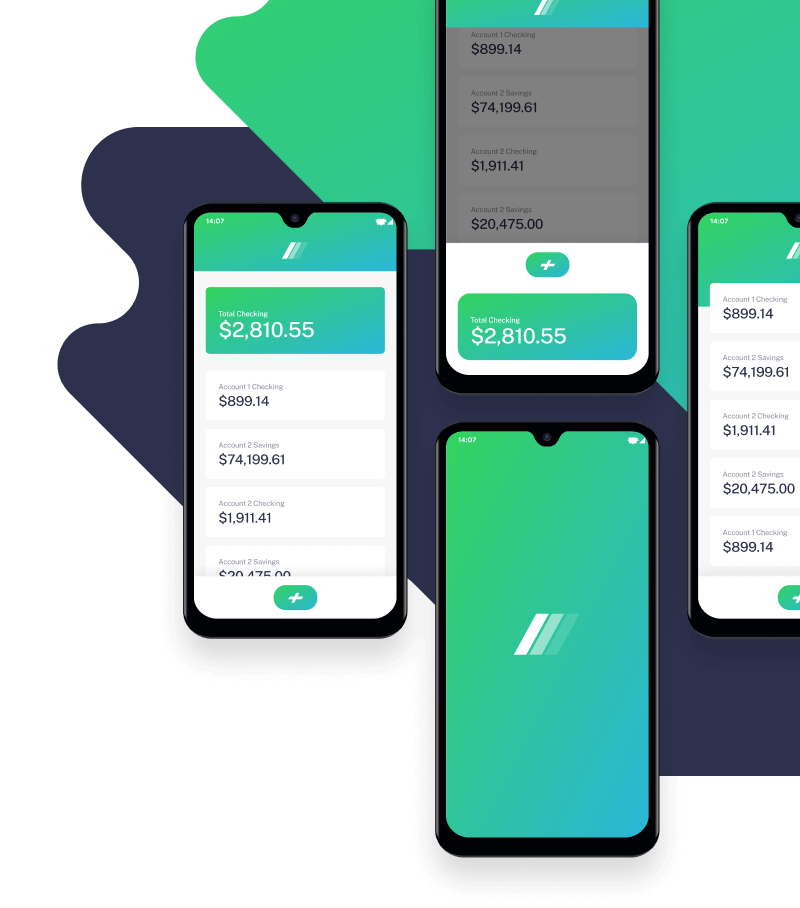 Account 1 Checking
$899.14
Account 2 Savings
$74,199.61
Account 2 Checking
$1,911.41
Account 2 Savings
$20,475.00
Total Checking
$2,810.55
14:07
Total Checking
$2,810.55
Account 1 Checking
$899.14
Account 2 Savings
$74,199.61
Account 2 Checking
$1,911.41
Account 2 Savings
$20,475.00
14:07
14:07
Account 1 Checking
$899.14
Account 2 Savings
$74,199.61
Account 2 Checking
$1,911.41
Account 2 Savings
$20,475.00
Account 1 Checking
$899.14